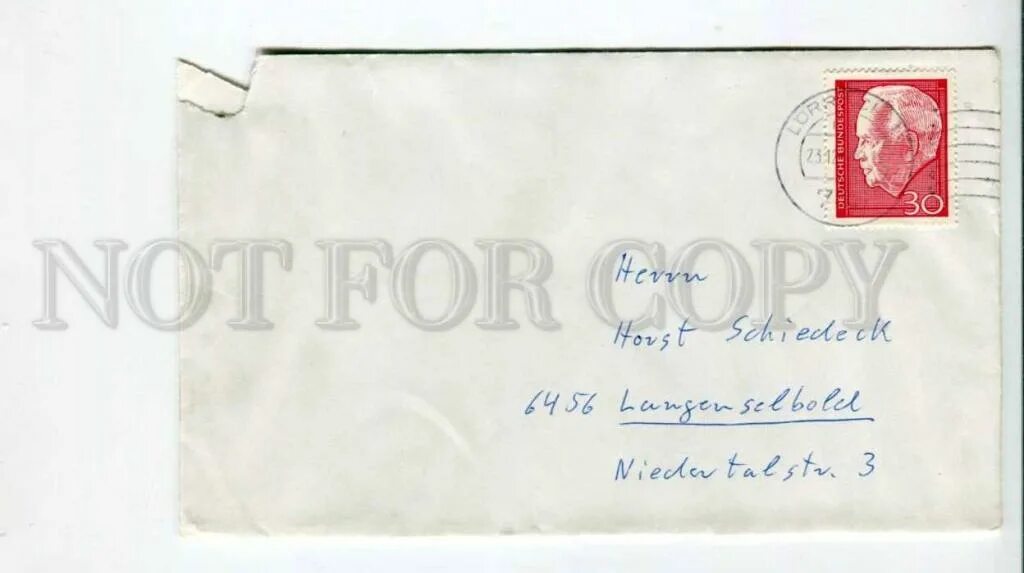 DEUTSCHE BUNDESPOST
30
NOT FOR COPY
Herrn
Horst Schiedeck
6456 Langenselbold
Niedertalstr. 3